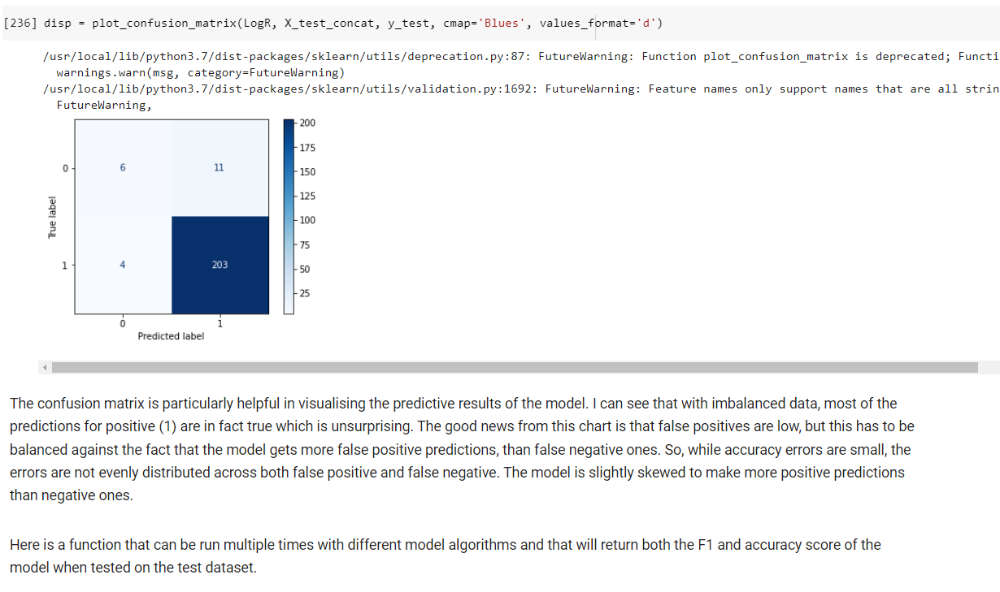 [236] disp = plot_confusion_matrix(LogR, X_test_concat, y_test, cmap='Blues', values_format='d')
/usr/local/lib/python3.7/dist-packages/sklearn/utils/deprecation.py:87: FutureWarning: Function plot_confusion_matrix is deprecated; Functi
warnings.warn(msg, category=FutureWarning)
/usr/local/lib/python3.7/dist-packages/sklearn/utils/validation.py:1692: FutureWarning: Feature names only support names that are all strin
FutureWarning,
200
175
150
125
100
75
50
25
0
6
11
True label
1
4
203
0
1
Predicted label
The confusion matrix is particularly helpful in visualising the predictive results of the model. I can see that with imbalanced data, most of the
predictions for positive (1) are in fact true which is unsurprising. The good news from this chart is that false positives are low, but this has to be
balanced against the fact that the model gets more false positive predictions, than false negative ones. So, while accuracy errors are small, the
errors are not evenly distributed across both false positive and false negative. The model is slightly skewed to make more positive predictions
than negative ones.
Here is a function that can be run multiple times with different model algorithms and that will return both the F1 and accuracy score of the
model when tested on the test dataset.